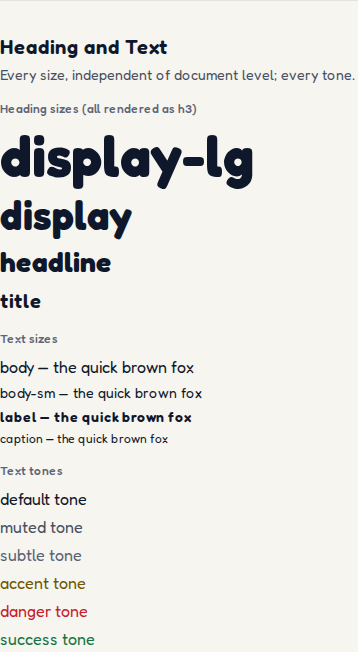 Heading and Text
Every size, independent of document level; every tone.
Heading sizes (all rendered as h3)
display-lg
display
headline
title
Text sizes
body — the quick brown fox
body-sm — the quick brown fox
label — the quick brown fox
caption — the quick brown fox
Text tones
default tone
muted tone
subtle tone
accent tone
danger tone
success tone